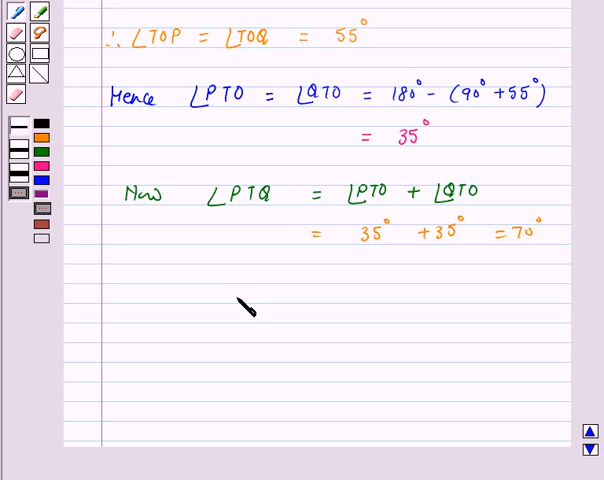 ∴ ∠TOP = ∠TOQ = 55°
Hence ∠PTO = ∠QTO = 180° - (90° + 55°)
= 35°
Now ∠PTQ = ∠PTO + ∠QTO
= 35° + 35° = 70°